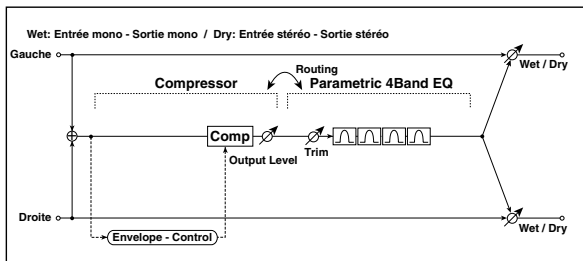 Wet: Entrée mono - Sortie mono / Dry: Entrée stéréo - Sortie stéréo
Gauche
Wet / Dry
Routing
Compressor
Parametric 4Band EQ
Comp
Output Level
Trim
Droite
Wet / Dry
Envelope - Control